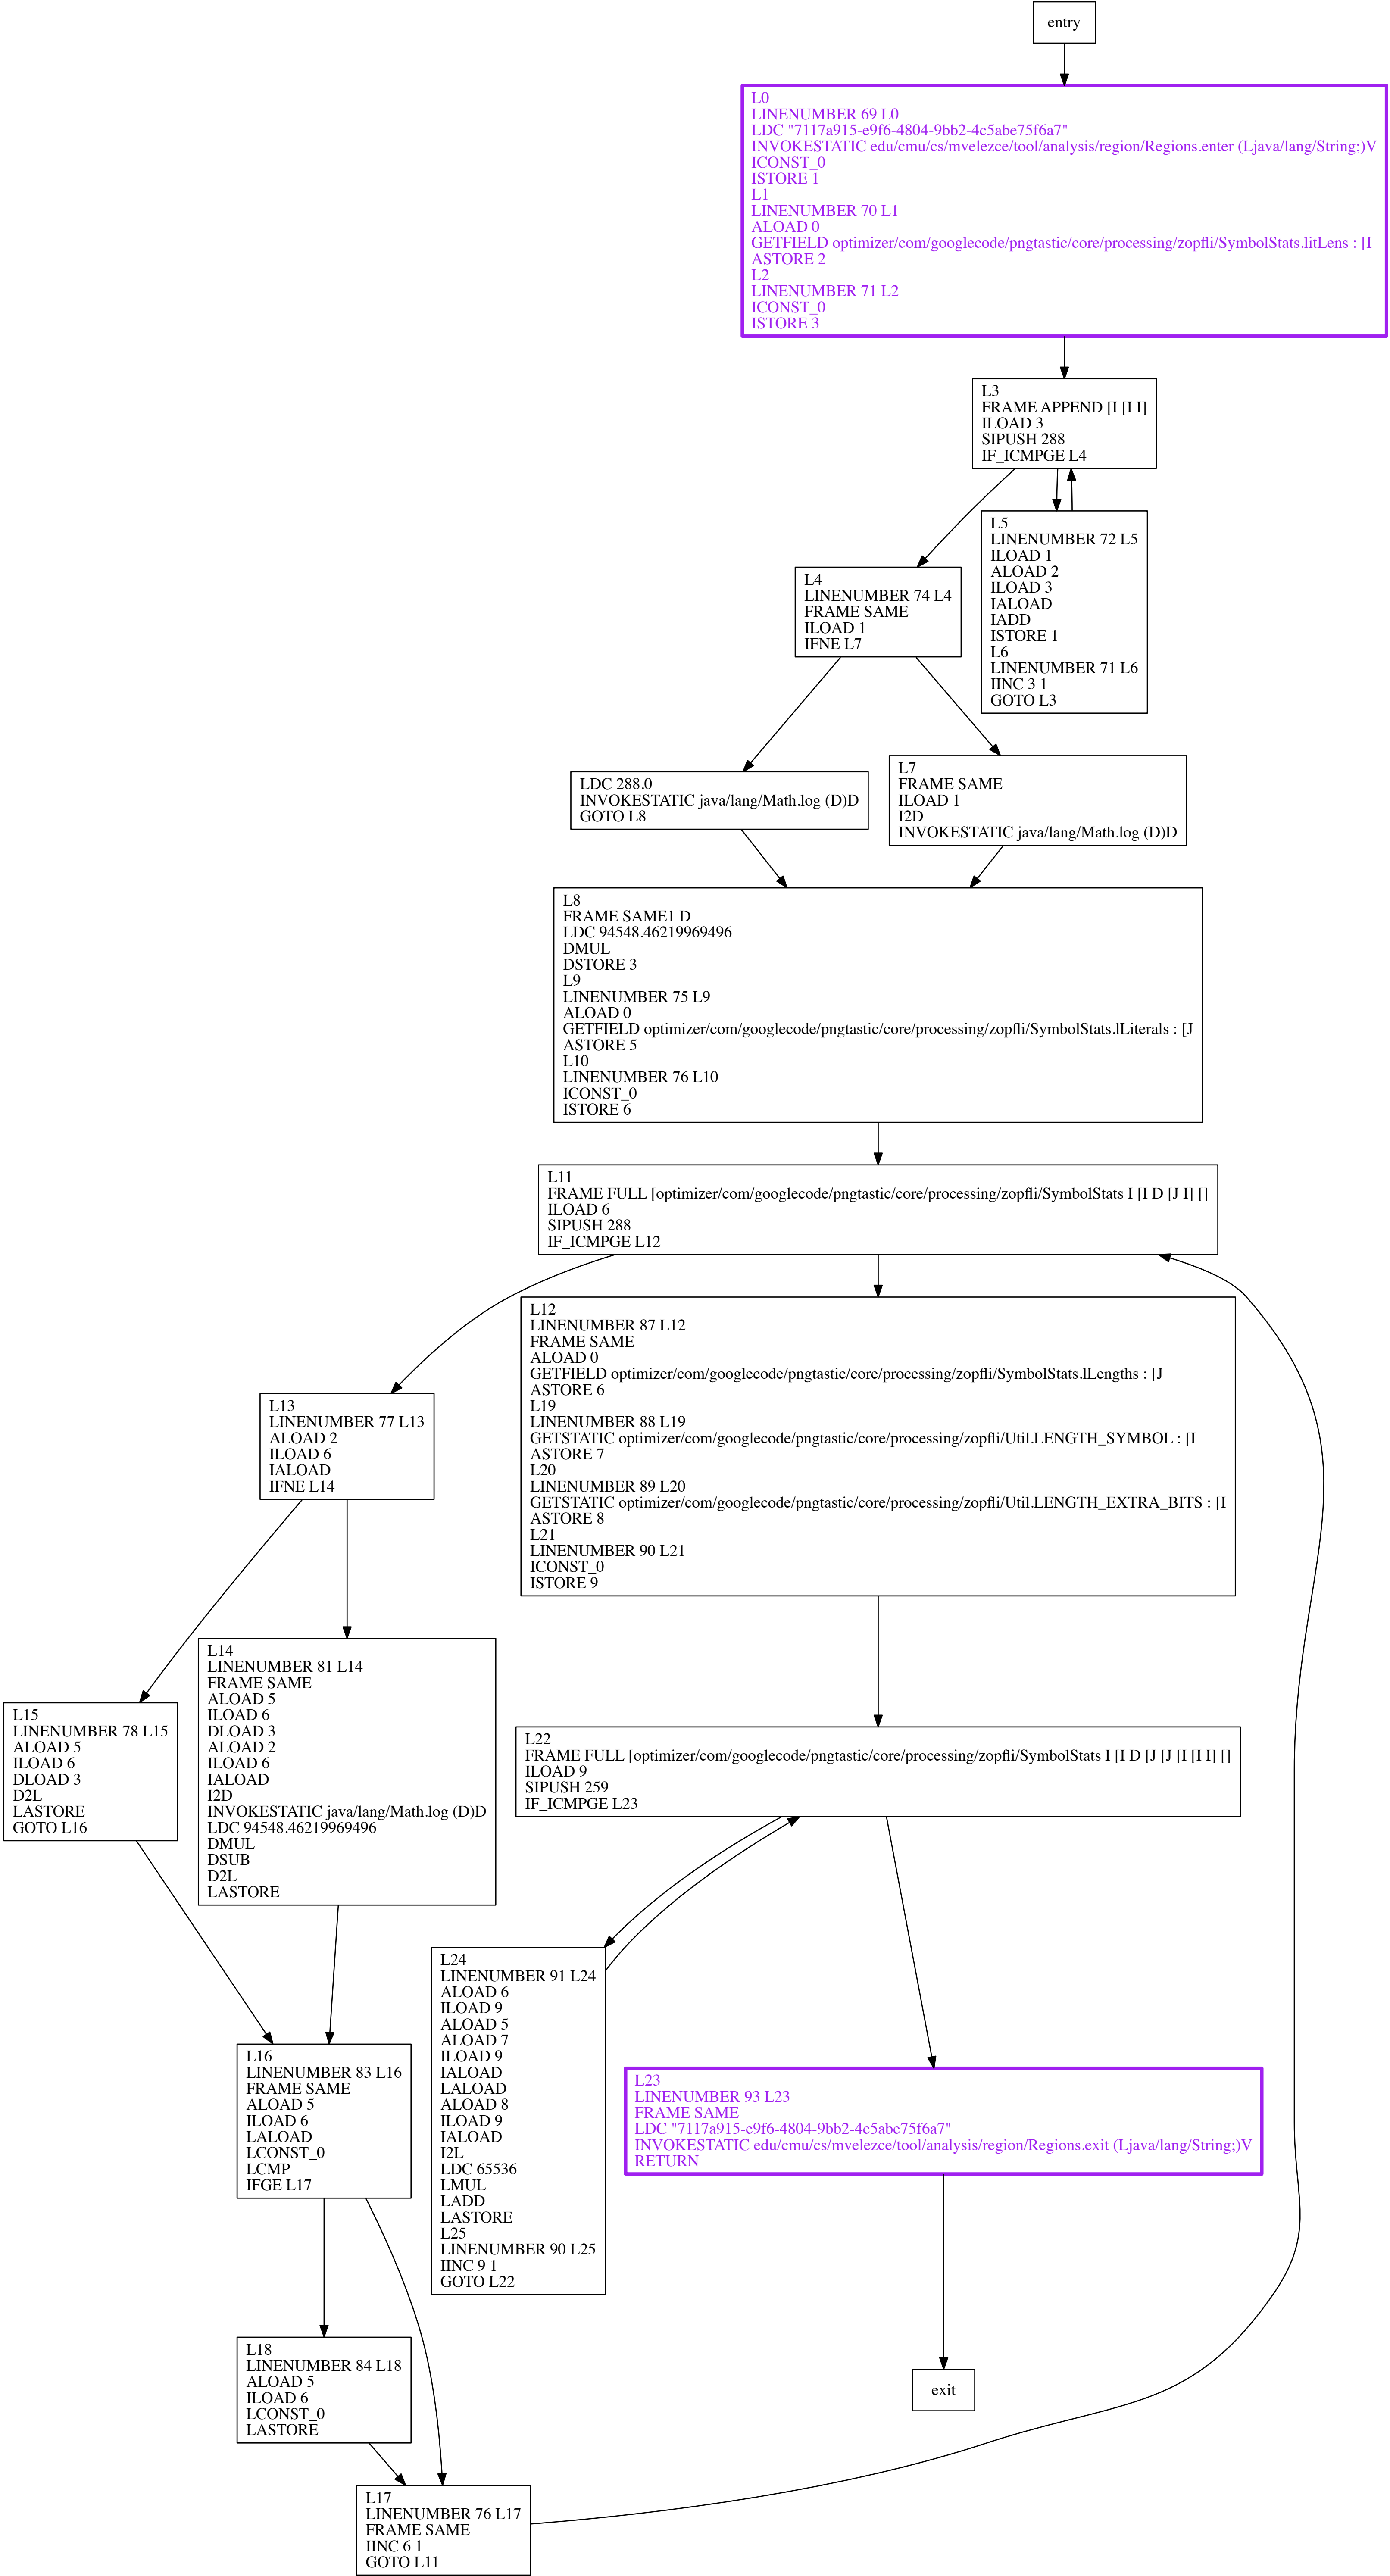 entry
L0
LINENUMBER 69 L0
LDC "7117a915-e9f6-4804-9bb2-4c5abe75f6a7"
INVOKESTATIC edu/cmu/cs/mvelezce/tool/analysis/region/Regions.enter (Ljava/lang/String;)V
ICONST_0
ISTORE 1
L1
LINENUMBER 70 L1
ALOAD 0
GETFIELD optimizer/com/googlecode/pngtastic/core/processing/zopfli/SymbolStats.litLens : [I
ASTORE 2
L2
LINENUMBER 71 L2
ICONST_0
ISTORE 3
L3
FRAME APPEND [I [I I]
ILOAD 3
SIPUSH 288
IF_ICMPGE L4
L5
LINENUMBER 72 L5
ILOAD 1
ALOAD 2
ILOAD 3
IALOAD
IADD
ISTORE 1
L6
LINENUMBER 71 L6
IINC 3 1
GOTO L3
L4
LINENUMBER 74 L4
FRAME SAME
ILOAD 1
IFNE L7
LDC 288.0
INVOKESTATIC java/lang/Math.log (D)D
GOTO L8
L7
FRAME SAME
ILOAD 1
I2D
INVOKESTATIC java/lang/Math.log (D)D
L8
FRAME SAME1 D
LDC 94548.46219969496
DMUL
DSTORE 3
L9
LINENUMBER 75 L9
ALOAD 0
GETFIELD optimizer/com/googlecode/pngtastic/core/processing/zopfli/SymbolStats.lLiterals : [J
ASTORE 5
L10
LINENUMBER 76 L10
ICONST_0
ISTORE 6
L11
FRAME FULL [optimizer/com/googlecode/pngtastic/core/processing/zopfli/SymbolStats I [I D [J I] []
ILOAD 6
SIPUSH 288
IF_ICMPGE L12
L12
LINENUMBER 87 L12
FRAME SAME
ALOAD 0
GETFIELD optimizer/com/googlecode/pngtastic/core/processing/zopfli/SymbolStats.lLengths : [J
ASTORE 6
L19
LINENUMBER 88 L19
GETSTATIC optimizer/com/googlecode/pngtastic/core/processing/zopfli/Util.LENGTH_SYMBOL : [I
ASTORE 7
L20
LINENUMBER 89 L20
GETSTATIC optimizer/com/googlecode/pngtastic/core/processing/zopfli/Util.LENGTH_EXTRA_BITS : [I
ASTORE 8
L21
LINENUMBER 90 L21
ICONST_0
ISTORE 9
L13
LINENUMBER 77 L13
ALOAD 2
ILOAD 6
IALOAD
IFNE L14
L14
LINENUMBER 81 L14
FRAME SAME
ALOAD 5
ILOAD 6
DLOAD 3
ALOAD 2
ILOAD 6
IALOAD
I2D
INVOKESTATIC java/lang/Math.log (D)D
LDC 94548.46219969496
DMUL
DSUB
D2L
LASTORE
L15
LINENUMBER 78 L15
ALOAD 5
ILOAD 6
DLOAD 3
D2L
LASTORE
GOTO L16
L22
FRAME FULL [optimizer/com/googlecode/pngtastic/core/processing/zopfli/SymbolStats I [I D [J [J [I [I I] []
ILOAD 9
SIPUSH 259
IF_ICMPGE L23
L24
LINENUMBER 91 L24
ALOAD 6
ILOAD 9
ALOAD 5
ALOAD 7
ILOAD 9
IALOAD
LALOAD
ALOAD 8
ILOAD 9
IALOAD
I2L
LDC 65536
LMUL
LADD
LASTORE
L25
LINENUMBER 90 L25
IINC 9 1
GOTO L22
L16
LINENUMBER 83 L16
FRAME SAME
ALOAD 5
ILOAD 6
LALOAD
LCONST_0
LCMP
IFGE L17
L23
LINENUMBER 93 L23
FRAME SAME
LDC "7117a915-e9f6-4804-9bb2-4c5abe75f6a7"
INVOKESTATIC edu/cmu/cs/mvelezce/tool/analysis/region/Regions.exit (Ljava/lang/String;)V
RETURN
L18
LINENUMBER 84 L18
ALOAD 5
ILOAD 6
LCONST_0
LASTORE
exit
L17
LINENUMBER 76 L17
FRAME SAME
IINC 6 1
GOTO L11